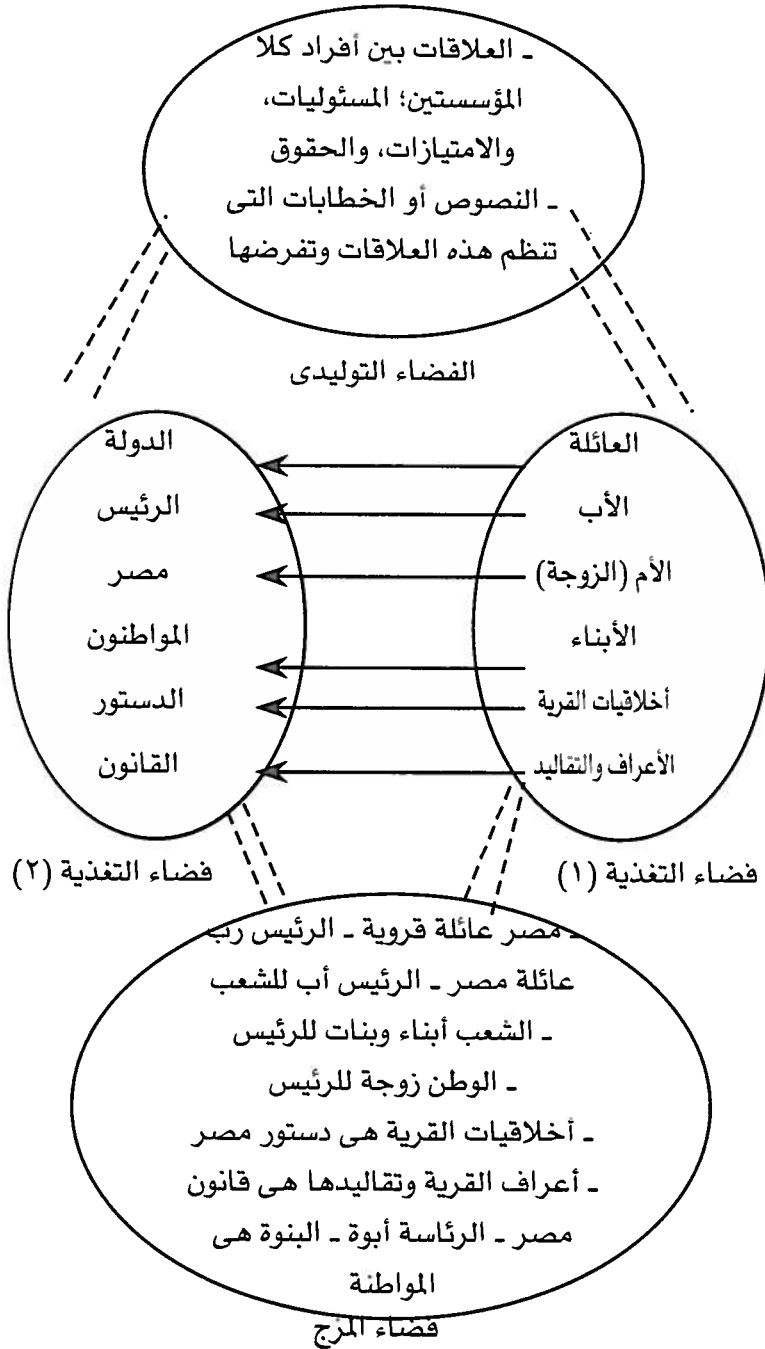 ـ العلاقات بين أفراد كلا
المؤسستين؛ المسئوليات،
والامتيازات، والحقوق
ـ النصوص أو الخطابات التى
تنظم هذه العلاقات وتفرضها
الفضاء التوليدى
العائلة
الأب
الأم (الزوجة)
الأبناء
أخلاقيات القرية
الأعراف والتقاليد
فضاء التغذية (١)
الدولة
الرئيس
مصر
المواطنون
الدستور
القانون
فضاء التغذية (٢)
ـ مصر عائلة قروية ـ الرئيس رب
عائلة مصر ـ الرئيس أب للشعب
ـ الشعب أبناء وبنات للرئيس
ـ الوطن زوجة للرئيس
ـ أخلاقيات القرية هى دستور مصر
ـ أعراف القرية وتقاليدها هى قانون
مصر ـ الرئاسة أبوة ـ البنوة هى
المواطنة
فضاء المزج